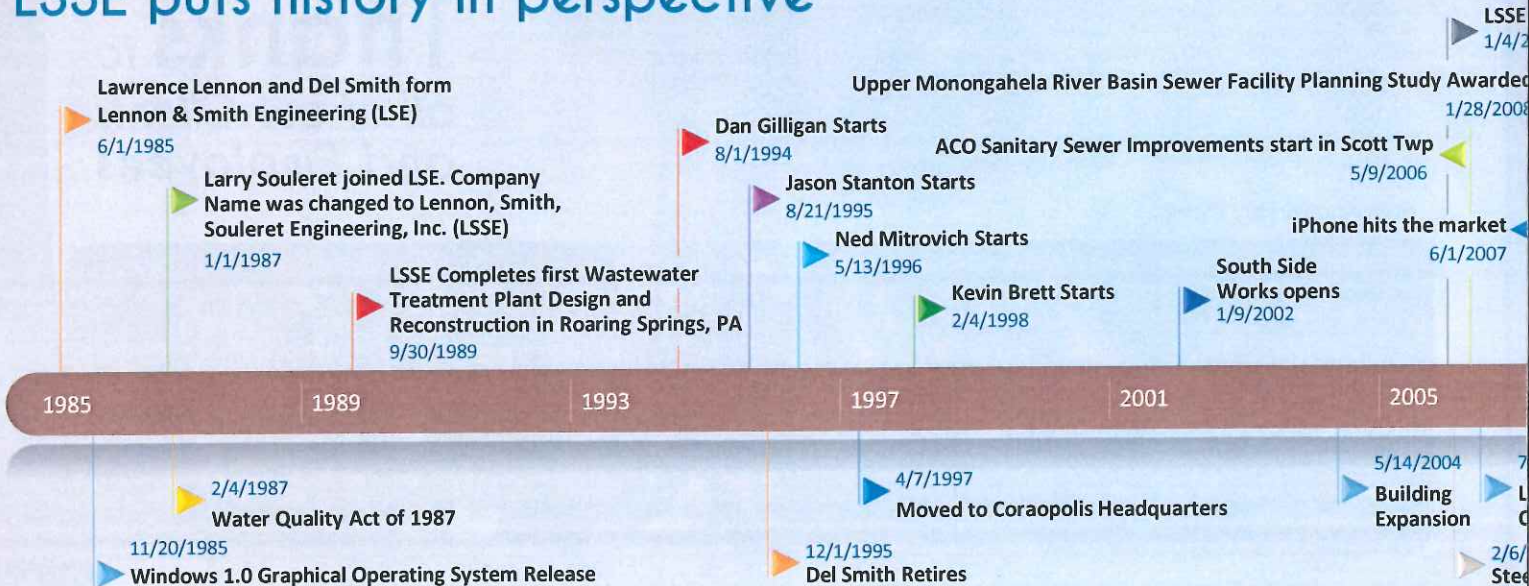 LSSE puts history in perspective
LSSE
1/4/2
Lawrence Lennon and Del Smith form
Lennon & Smith Engineering (LSE)
6/1/1985
Upper Monongahela River Basin Sewer Facility Planning Study Awarded
1/28/2008
Dan Gilligan Starts
8/1/1994
ACO Sanitary Sewer Improvements start in Scott Twp
5/9/2006
Larry Souleret joined LSE. Company
Name was changed to Lennon, Smith,
Souleret Engineering, Inc. (LSSE)
1/1/1987
Jason Stanton Starts
8/21/1995
iPhone hits the market
6/1/2007
Ned Mitrovich Starts
5/13/1996
LSSE Completes first Wastewater
Treatment Plant Design and
Reconstruction in Roaring Springs, PA
9/30/1989
Kevin Brett Starts
2/4/1998
South Side
Works opens
1/9/2002
1985 1989 1993 1997 2001 2005
2/4/1987
Water Quality Act of 1987
4/7/1997
Moved to Coraopolis Headquarters
5/14/2004
Building
Expansion
7
L
11/20/1985
Windows 1.0 Graphical Operating System Release
12/1/1995
Del Smith Retires
2/6/